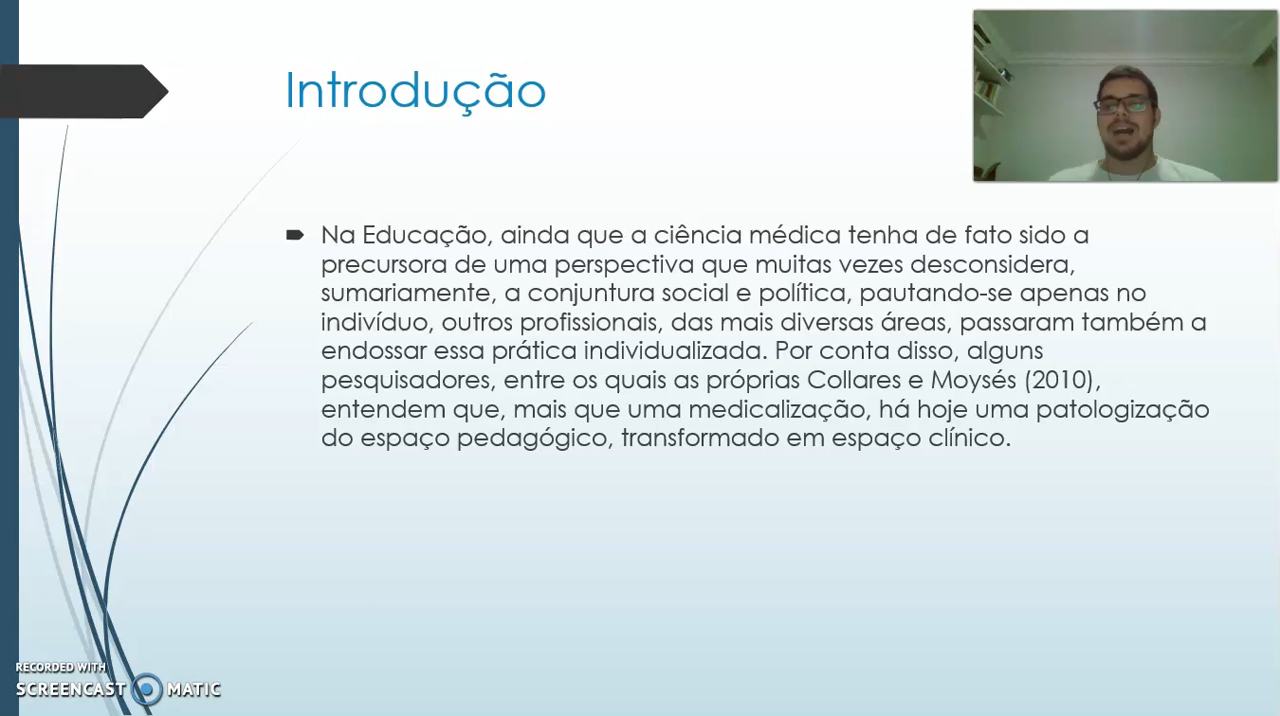 Introdução
Na Educação, ainda que a ciência médica tenha de fato sido a
precursora de uma perspectiva que muitas vezes desconsidera,
sumariamente, a conjuntura social e política, pautando-se apenas no
indivíduo, outros profissionais, das mais diversas áreas, passaram também a
endossar essa prática individualizada. Por conta disso, alguns
pesquisadores, entre os quais as próprias Collares e Moysés (2010),
entendem que, mais que uma medicalização, há hoje uma patologização
do espaço pedagógico, transformado em espaço clínico.
RECORDED WITH
SCREENCAST MATIC